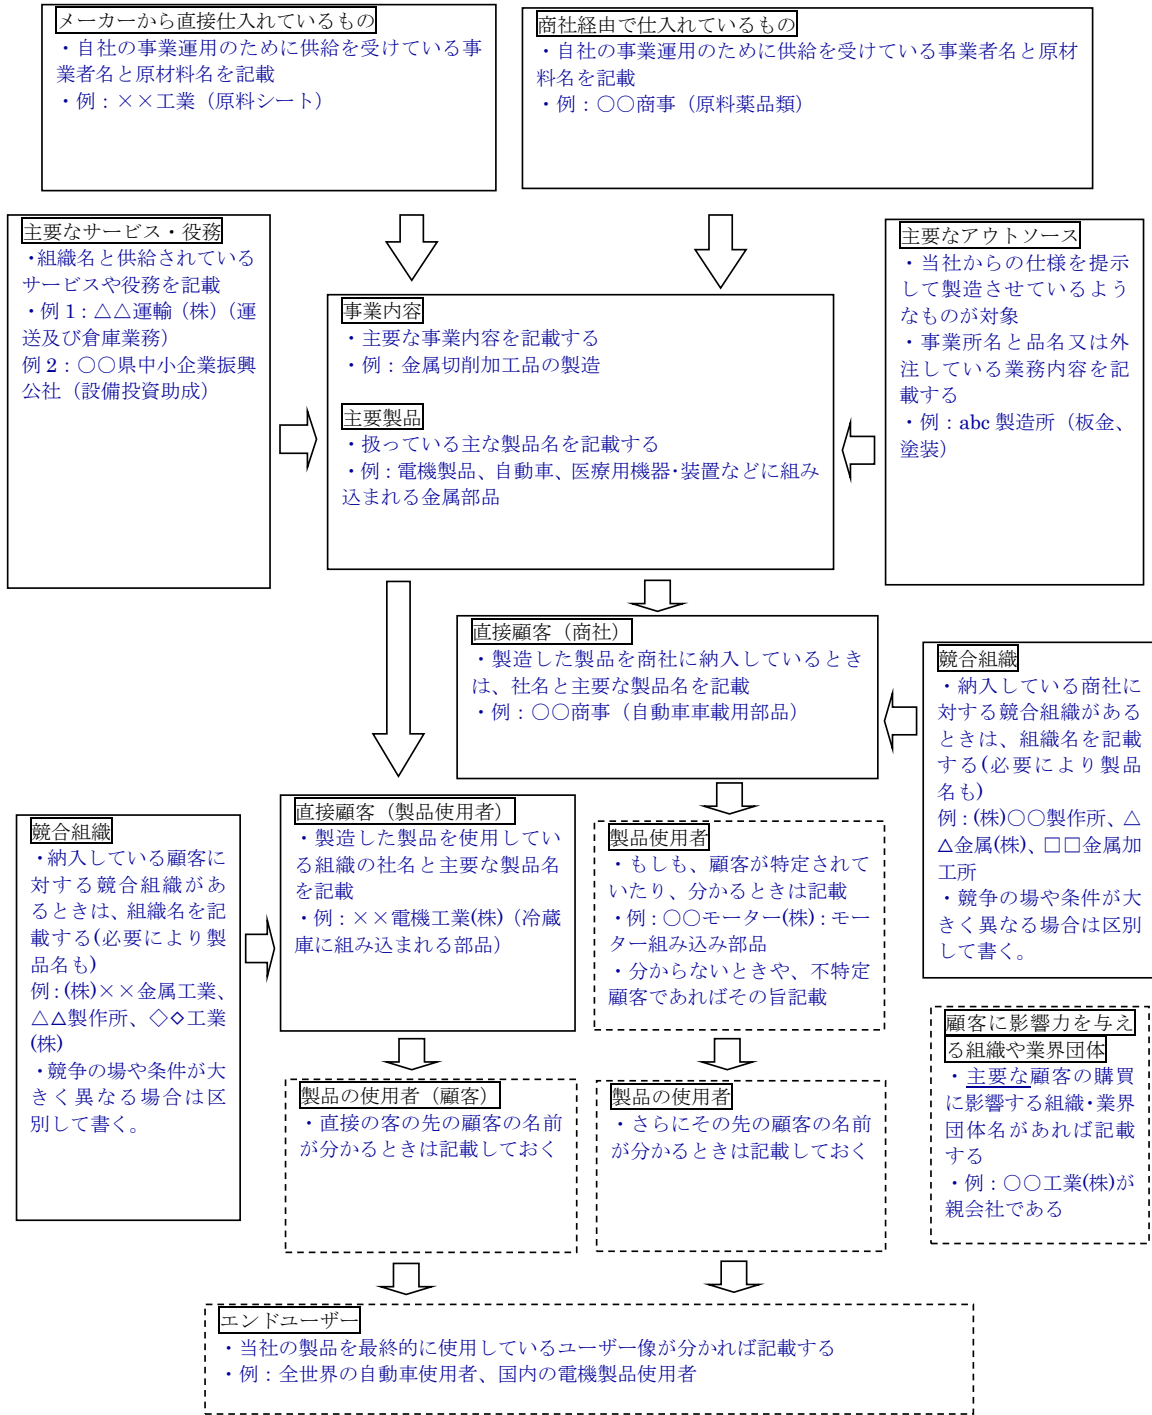 メーカーから直接仕入れているもの
・自社の事業運用のために供給を受けている事
業者名と原材料名を記載
・例：××工業（原料シート）
商社経由で仕入れているもの
・自社の事業運用のために供給を受けている事業者名と原材
料名を記載
・例：○○商事（原料薬品類）
主要なサービス・役務
・組織名と供給されている
サービスや役務を記載
・例 1：△△運輸（株）（運
送及び倉庫業務）
例 2：○○県中小企業振興
公社（設備投資助成）
事業内容
・主要な事業内容を記載する
・例：金属切削加工品の製造
主要製品
・扱っている主な製品名を記載する
・例：電機製品、自動車、医療用機器・装置などに組み
込まれる金属部品
主要なアウトソース
・当社からの仕様を提示
して製造させているよう
なものが対象
・事業所名と品名又は外
注している業務内容を記
載する
・例：abc 製造所（板金、
塗装）
直接顧客（商社）
・製造した製品を商社に納入しているとき
は、社名と主要な製品名を記載
・例：○○商事（自動車車載用部品）
競合組織
・納入している商社に
対する競合組織がある
ときは、組織名を記載
する(必要により製品
名も)
例：(株)○○製作所、△
△金属(株)、□□金属加
工所
・競争の場や条件が大
きく異なる場合は区別
して書く。
競合組織
・納入している顧客に
対する競合組織があ
るときは、組織名を記
載する(必要により製
品名も)
例：(株)××金属工業、
△△製作所、◇◇工業
(株)
・競争の場や条件が大
きく異なる場合は区
別して書く。
直接顧客（製品使用者）
・製造した製品を使用してい
る組織の社名と主要な製品名
を記載
・例：××電機工業(株)（冷蔵
庫に組み込まれる部品）
製品使用者
・もしも、顧客が特定されて
いたり、分かるときは記載
・例：○○モーター(株)：モー
ター組み込み部品
・分からないときや、不特定
顧客であればその旨記載
顧客に影響力を与え
る組織や業界団体
・主要な顧客の購買
に影響する組織・業界
団体名があれば記載
する
・例：○○工業(株)が
親会社である
製品の使用者（顧客）
・直接の客の先の顧客の名前
が分かるときは記載しておく
製品の使用者
・さらにその先の顧客の名前
が分かるときは記載しておく
エンドユーザー
・当社の製品を最終的に使用しているユーザー像が分かれば記載する
・例：全世界の自動車使用者、国内の電機製品使用者